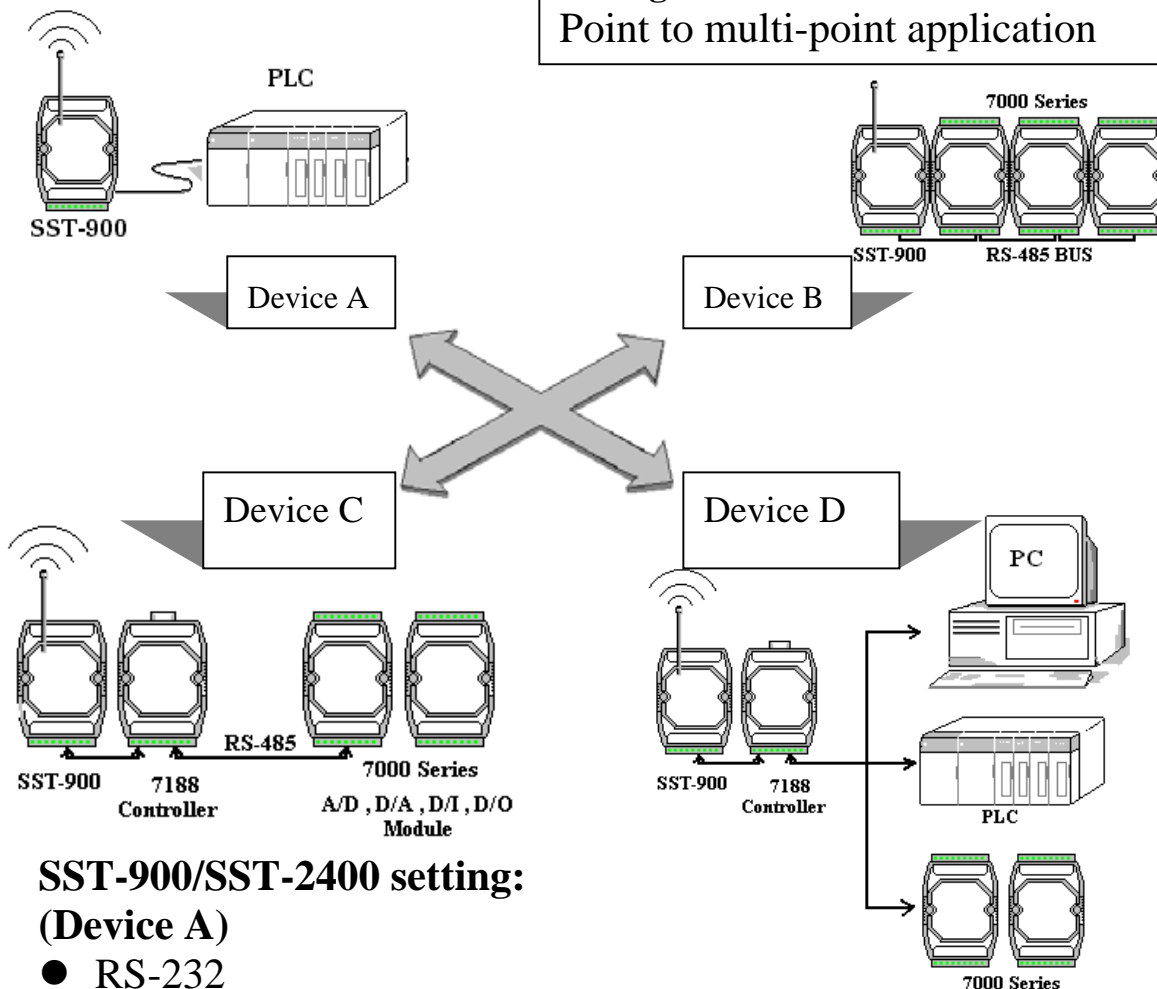 Point to multi-point application
PLC
SST-900
7000 Series
SST-900
RS-485 BUS
Device A
Device B
Device C
Device D
SST-900
7188
Controller
RS-485
7000 Series
A/D , D/A , D/I , D/O
Module
PC
SST-900
7188
Controller
PLC
7000 Series
SST-900/SST-2400 setting:
(Device A)
● RS-232